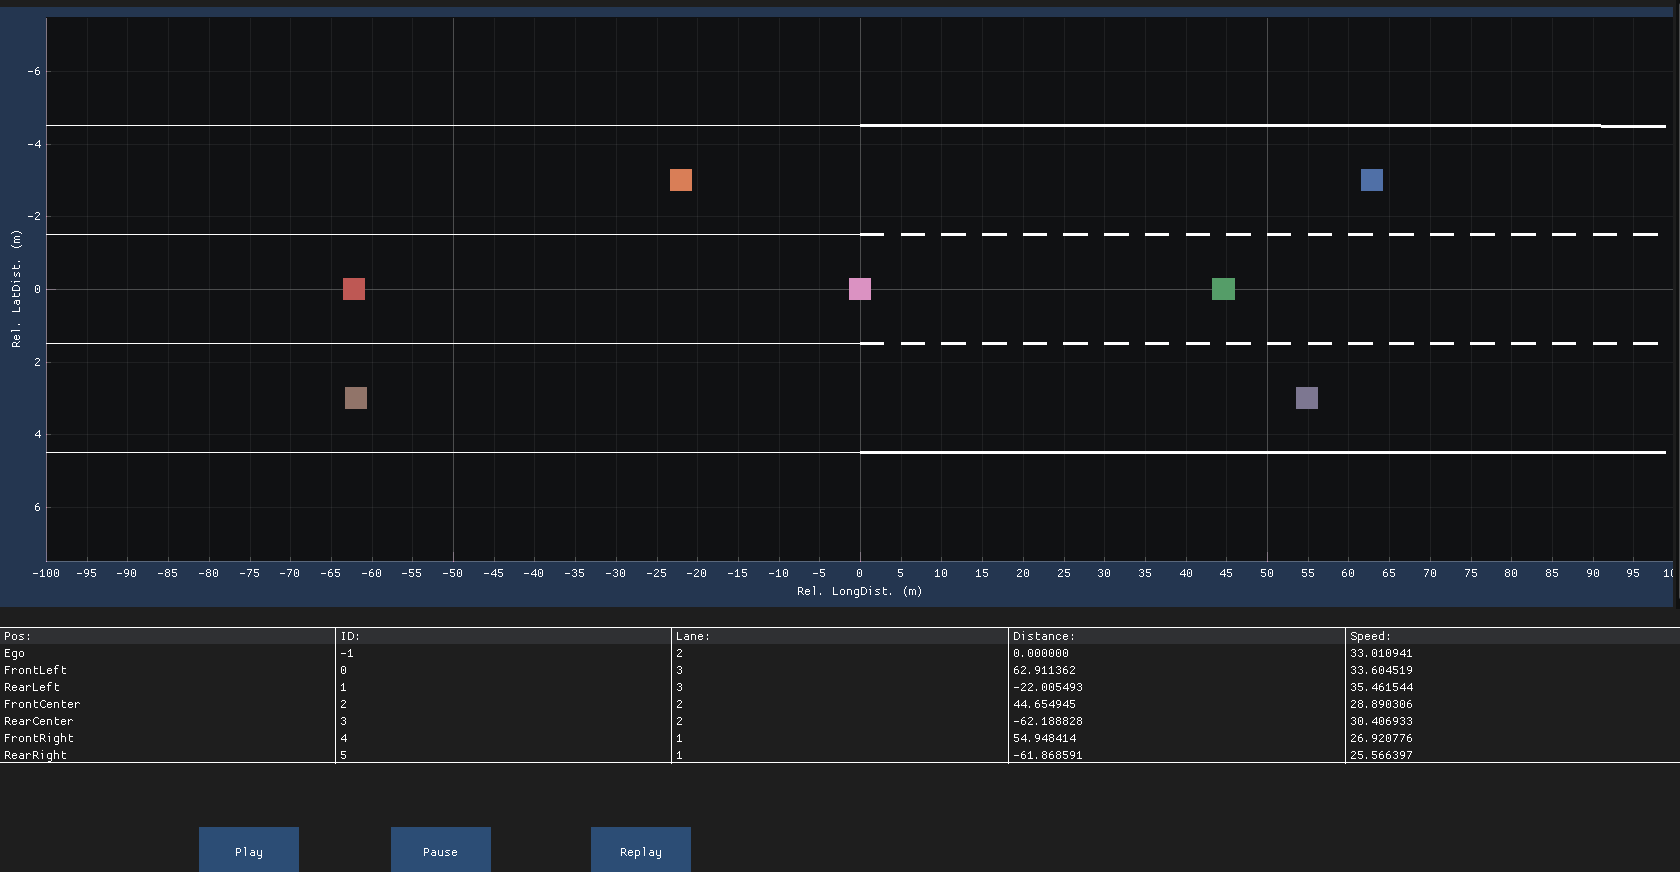 -6
-4
-2
0
2
4
6
Rel. LatDist. (m)
-100 -95 -90 -85 -80 -75 -70 -65 -60 -55 -50 -45 -40 -35 -30 -25 -20 -15 -10 -5 0 5 10 15 20 25 30 35 40 45 50 55 60 65 70 75 80 85 90 95 10
Rel. LongDist. (m)
Pos: ID: Lane: Distance: Speed:
Ego -1 2 0.000000 33.010941
FrontLeft 0 3 62.911362 33.604519
RearLeft 1 3 -22.005493 35.461544
FrontCenter 2 2 44.654945 28.890306
RearCenter 3 2 -62.188828 30.406933
FrontRight 4 1 54.948414 26.920776
RearRight 5 1 -61.868591 25.566397
Play Pause Replay